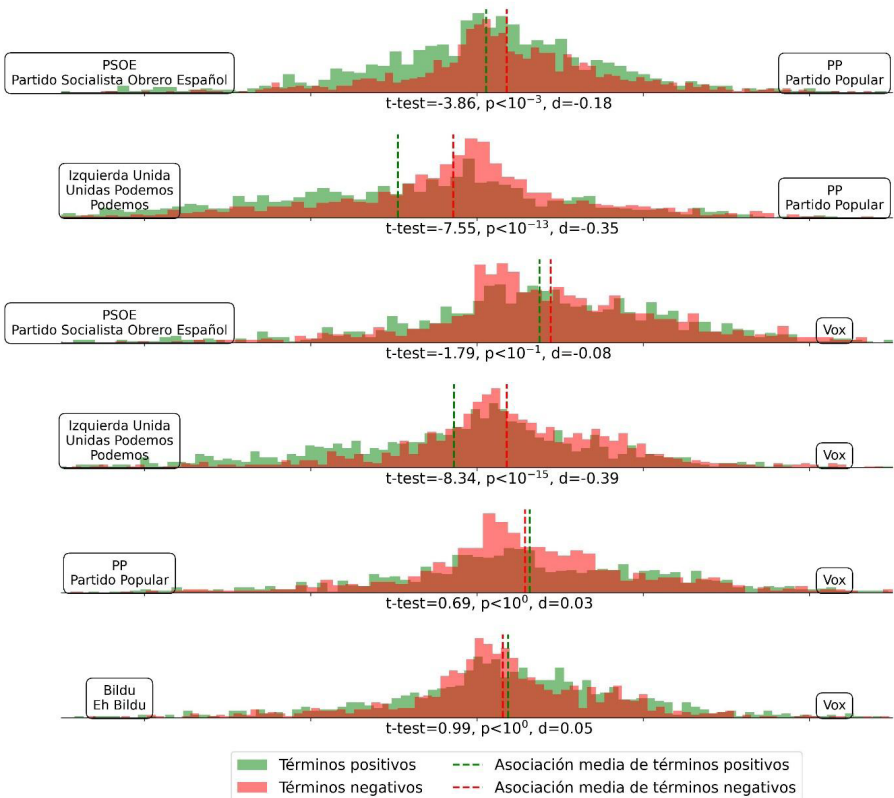 PSOE
Partido Socialista Obrero Español
PP
Partido Popular
t-test=-3.86, p<10⁻³, d=-0.18
Izquierda Unida
Unidas Podemos
Podemos
PP
Partido Popular
t-test=-7.55, p<10⁻¹³, d=-0.35
PSOE
Partido Socialista Obrero Español
Vox
t-test=-1.79, p<10⁻¹, d=-0.08
Izquierda Unida
Unidas Podemos
Podemos
Vox
t-test=-8.34, p<10⁻¹⁵, d=-0.39
PP
Partido Popular
Vox
t-test=0.69, p<10⁰, d=0.03
Bildu
Eh Bildu
Vox
t-test=0.99, p<10⁰, d=0.05
Términos positivos
Términos negativos
Asociación media de términos positivos
Asociación media de términos negativos